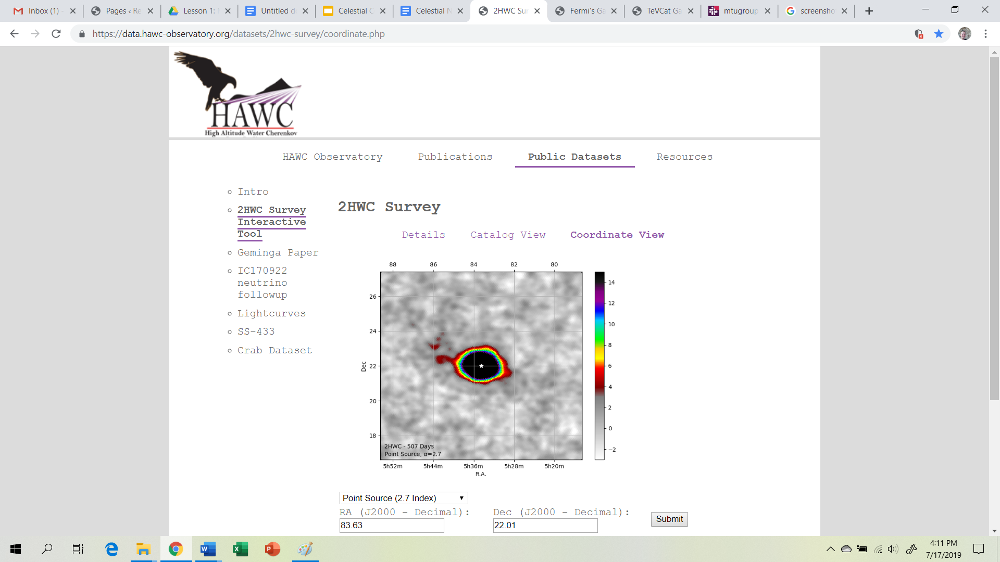 Inbox (1) -
Pages ‹ Re
Lesson 1:
Untitled d
Celestial C
Celestial N
2HWC Sur
Fermi's Ga
TeVCat Ga
mtugroup
screensho
https://data.hawc-observatory.org/datasets/2hwc-survey/coordinate.php
HAWC
High Altitude Water Cherenkov
HAWC Observatory Publications Public Datasets Resources
Intro
2HWC Survey
Interactive
Tool
Geminga Paper
IC170922
neutrino
followup
Lightcurves
SS-433
Crab Dataset
2HWC Survey
Details Catalog View Coordinate View
88 86 84 82 80
26
24
22
20
18
Dec
2HWC - 507 Days
Point Source, α=2.7
5h52m 5h44m 5h36m 5h28m 5h20m
R.A.
14
12
10
8
6
4
2
0
−2
Point Source (2.7 Index)
RA (J2000 - Decimal): Dec (J2000 - Decimal):
83.63 22.01 Submit
4:11 PM
7/17/2019